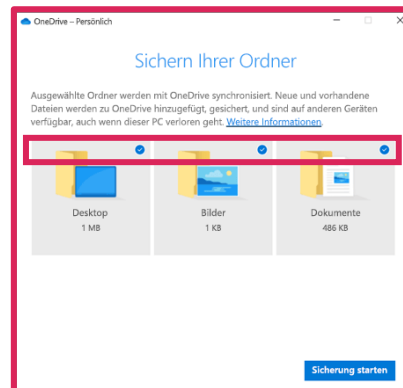 OneDrive – Persönlich
Sichern Ihrer Ordner
Ausgewählte Ordner werden mit OneDrive synchronisiert. Neue und vorhandene
Dateien werden zu OneDrive hinzugefügt, gesichert, und sind auf anderen Geräten
verfügbar, auch wenn dieser PC verloren geht. Weitere Informationen.
Desktop
1 MB
Bilder
1 KB
Dokumente
486 KB
Sicherung starten